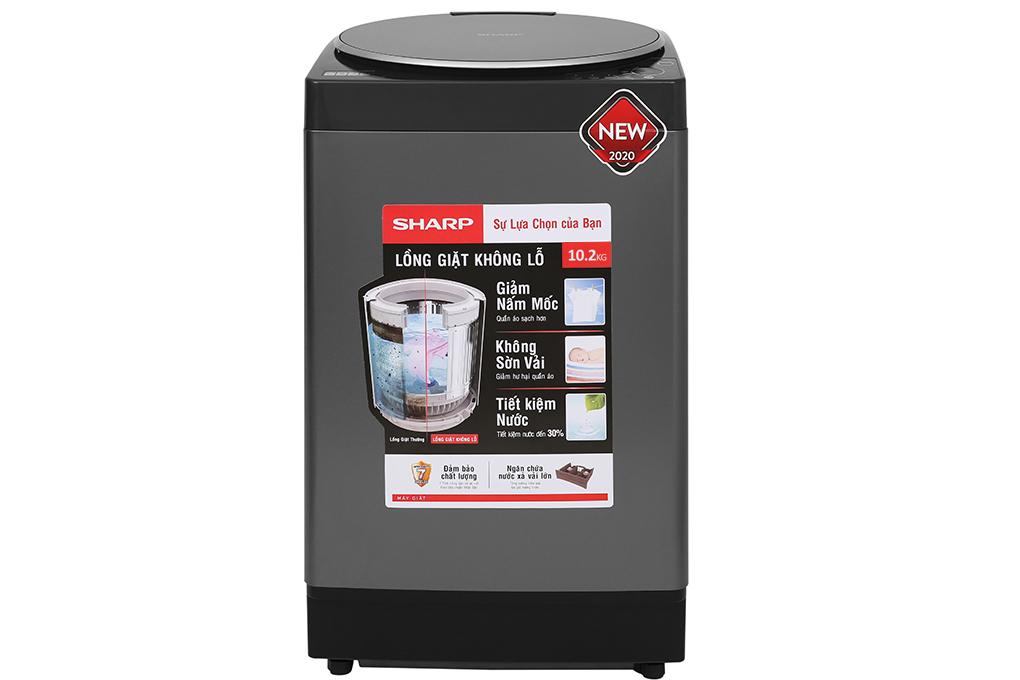 SHARP
NEW
2020
SHARP Sự Lựa Chọn của Bạn
LỒNG GIẶT KHÔNG LỖ 10.2KG
Giảm
Nấm Mốc
Quần áo sạch hơn
Không
Sờn Vải
Giảm hư hại quần áo
Tiết kiệm
Nước
Tiết kiệm nước đến 30%
Lồng Giặt Thường LỒNG GIẶT KHÔNG LỖ
7
Đảm bảo
chất lượng
Ngăn chứa
nước xả vải lớn
MÁY GIẶT